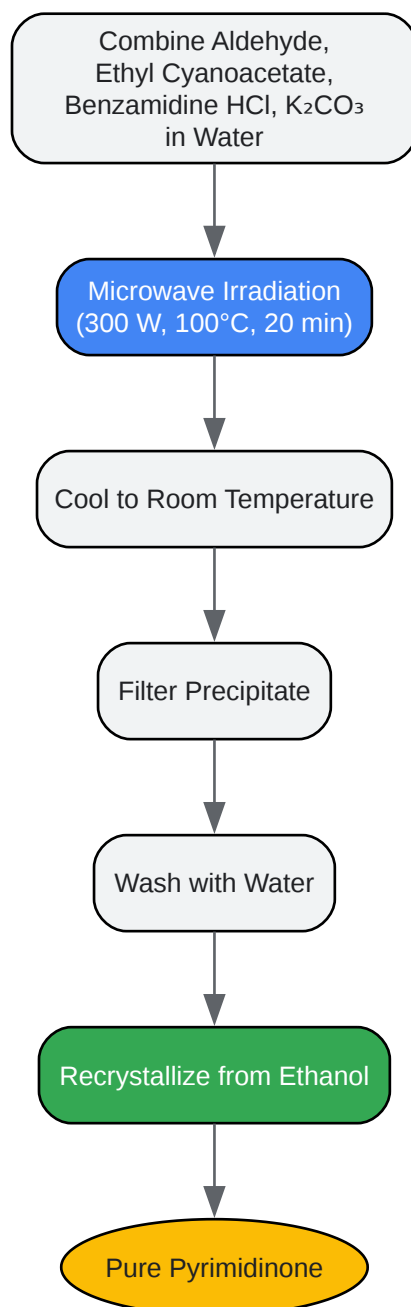 Combine Aldehyde,
Ethyl Cyanoacetate,
Benzamidine HCl, K₂CO₃
in Water
Microwave Irradiation
(300 W, 100°C, 20 min)
Cool to Room Temperature
Filter Precipitate
Wash with Water
Recrystallize from Ethanol
Pure Pyrimidinone